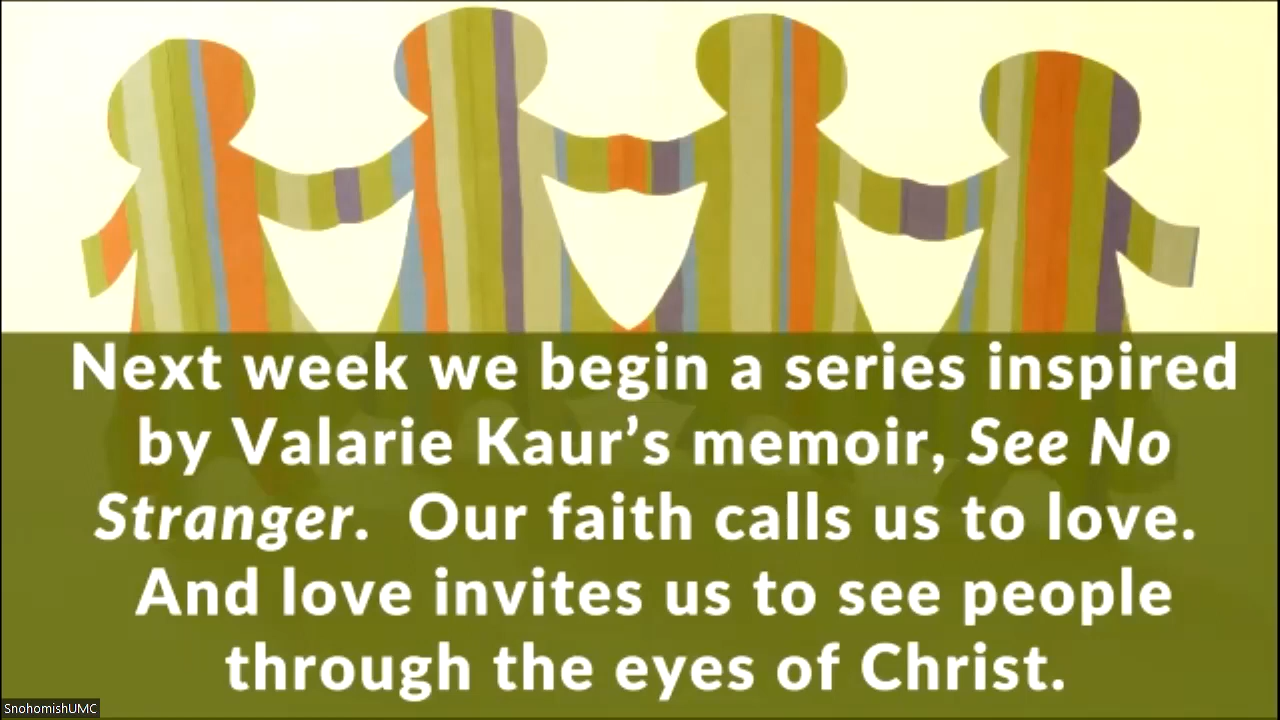 Next week we begin a series inspired
by Valarie Kaur’s memoir, See No
Stranger.  Our faith calls us to love.
And love invites us to see people
through the eyes of Christ.
SnohomishUMC